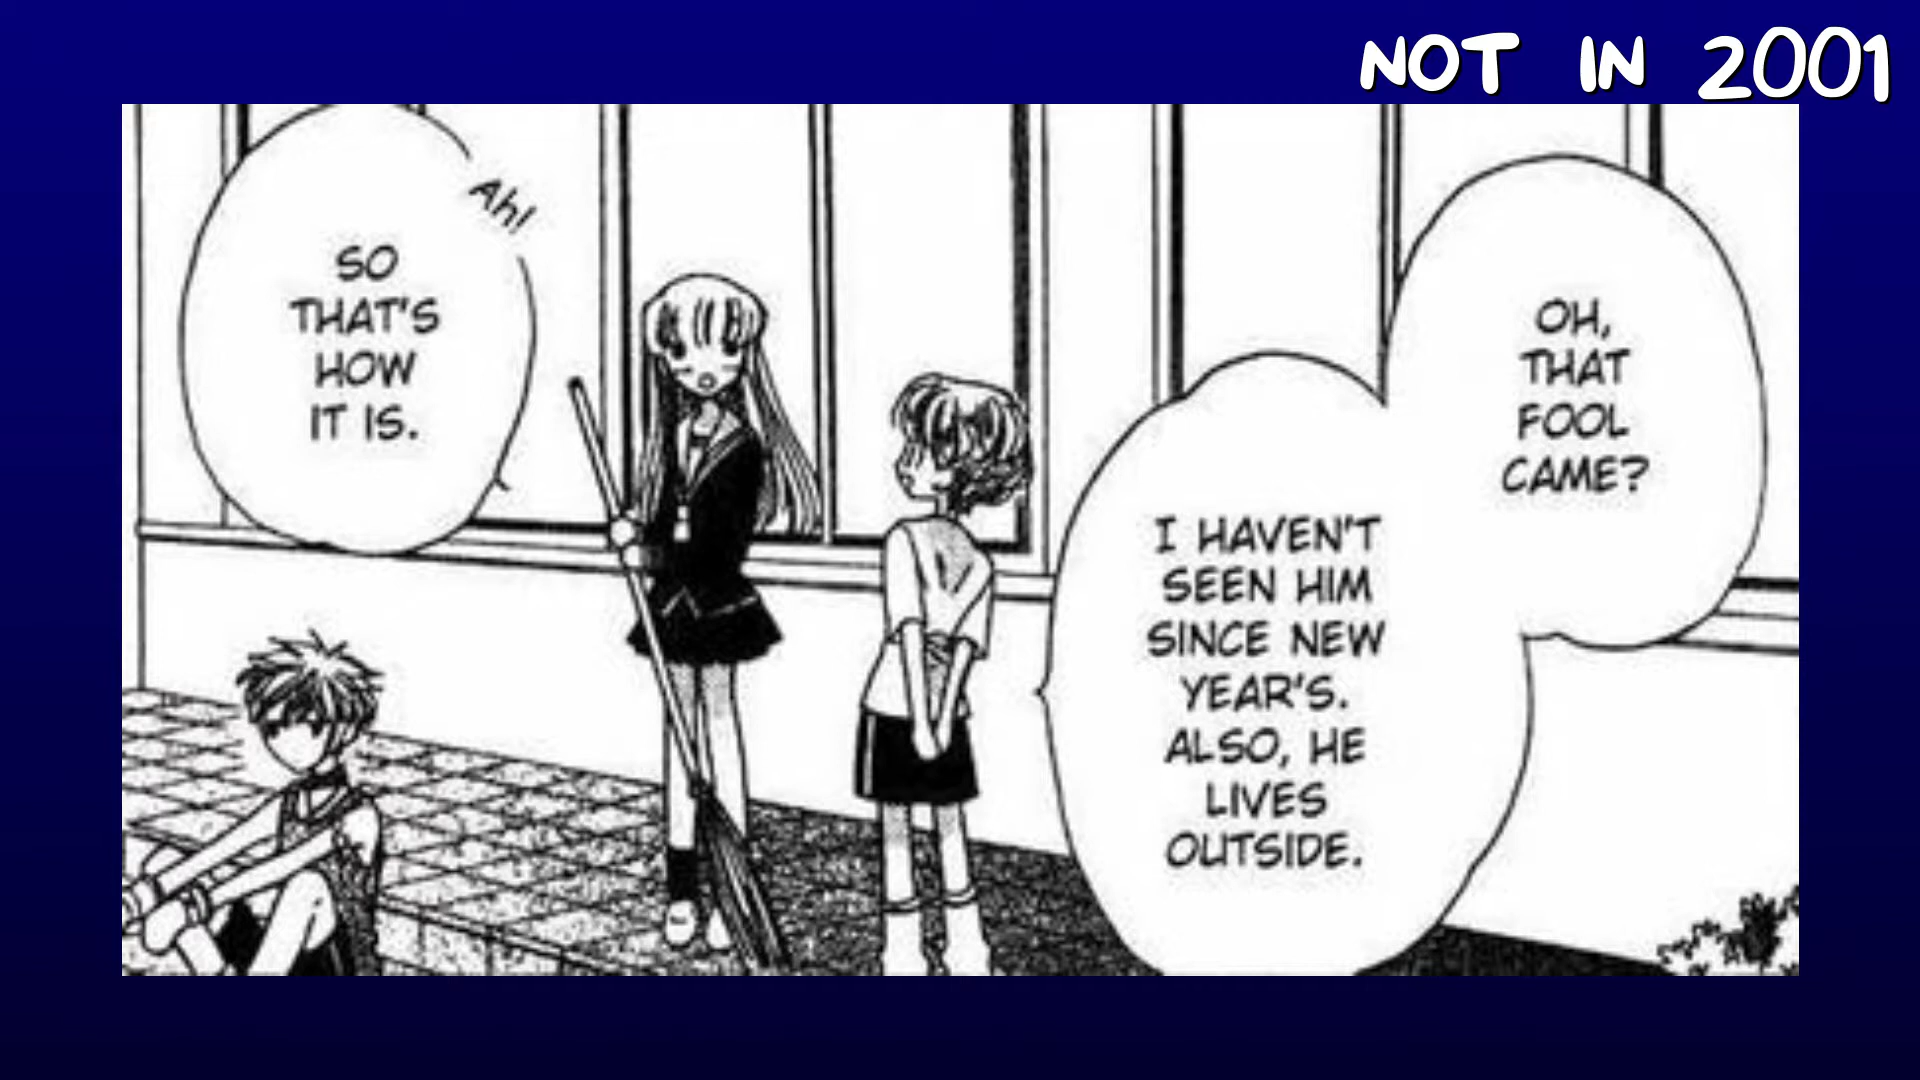 NOT IN 2001
OH,
THAT
FOOL
CAME?
I HAVEN'T
SEEN HIM
SINCE NEW
YEAR'S.
ALSO, HE
LIVES
OUTSIDE.
Ah!
SO
THAT'S
HOW
IT IS.